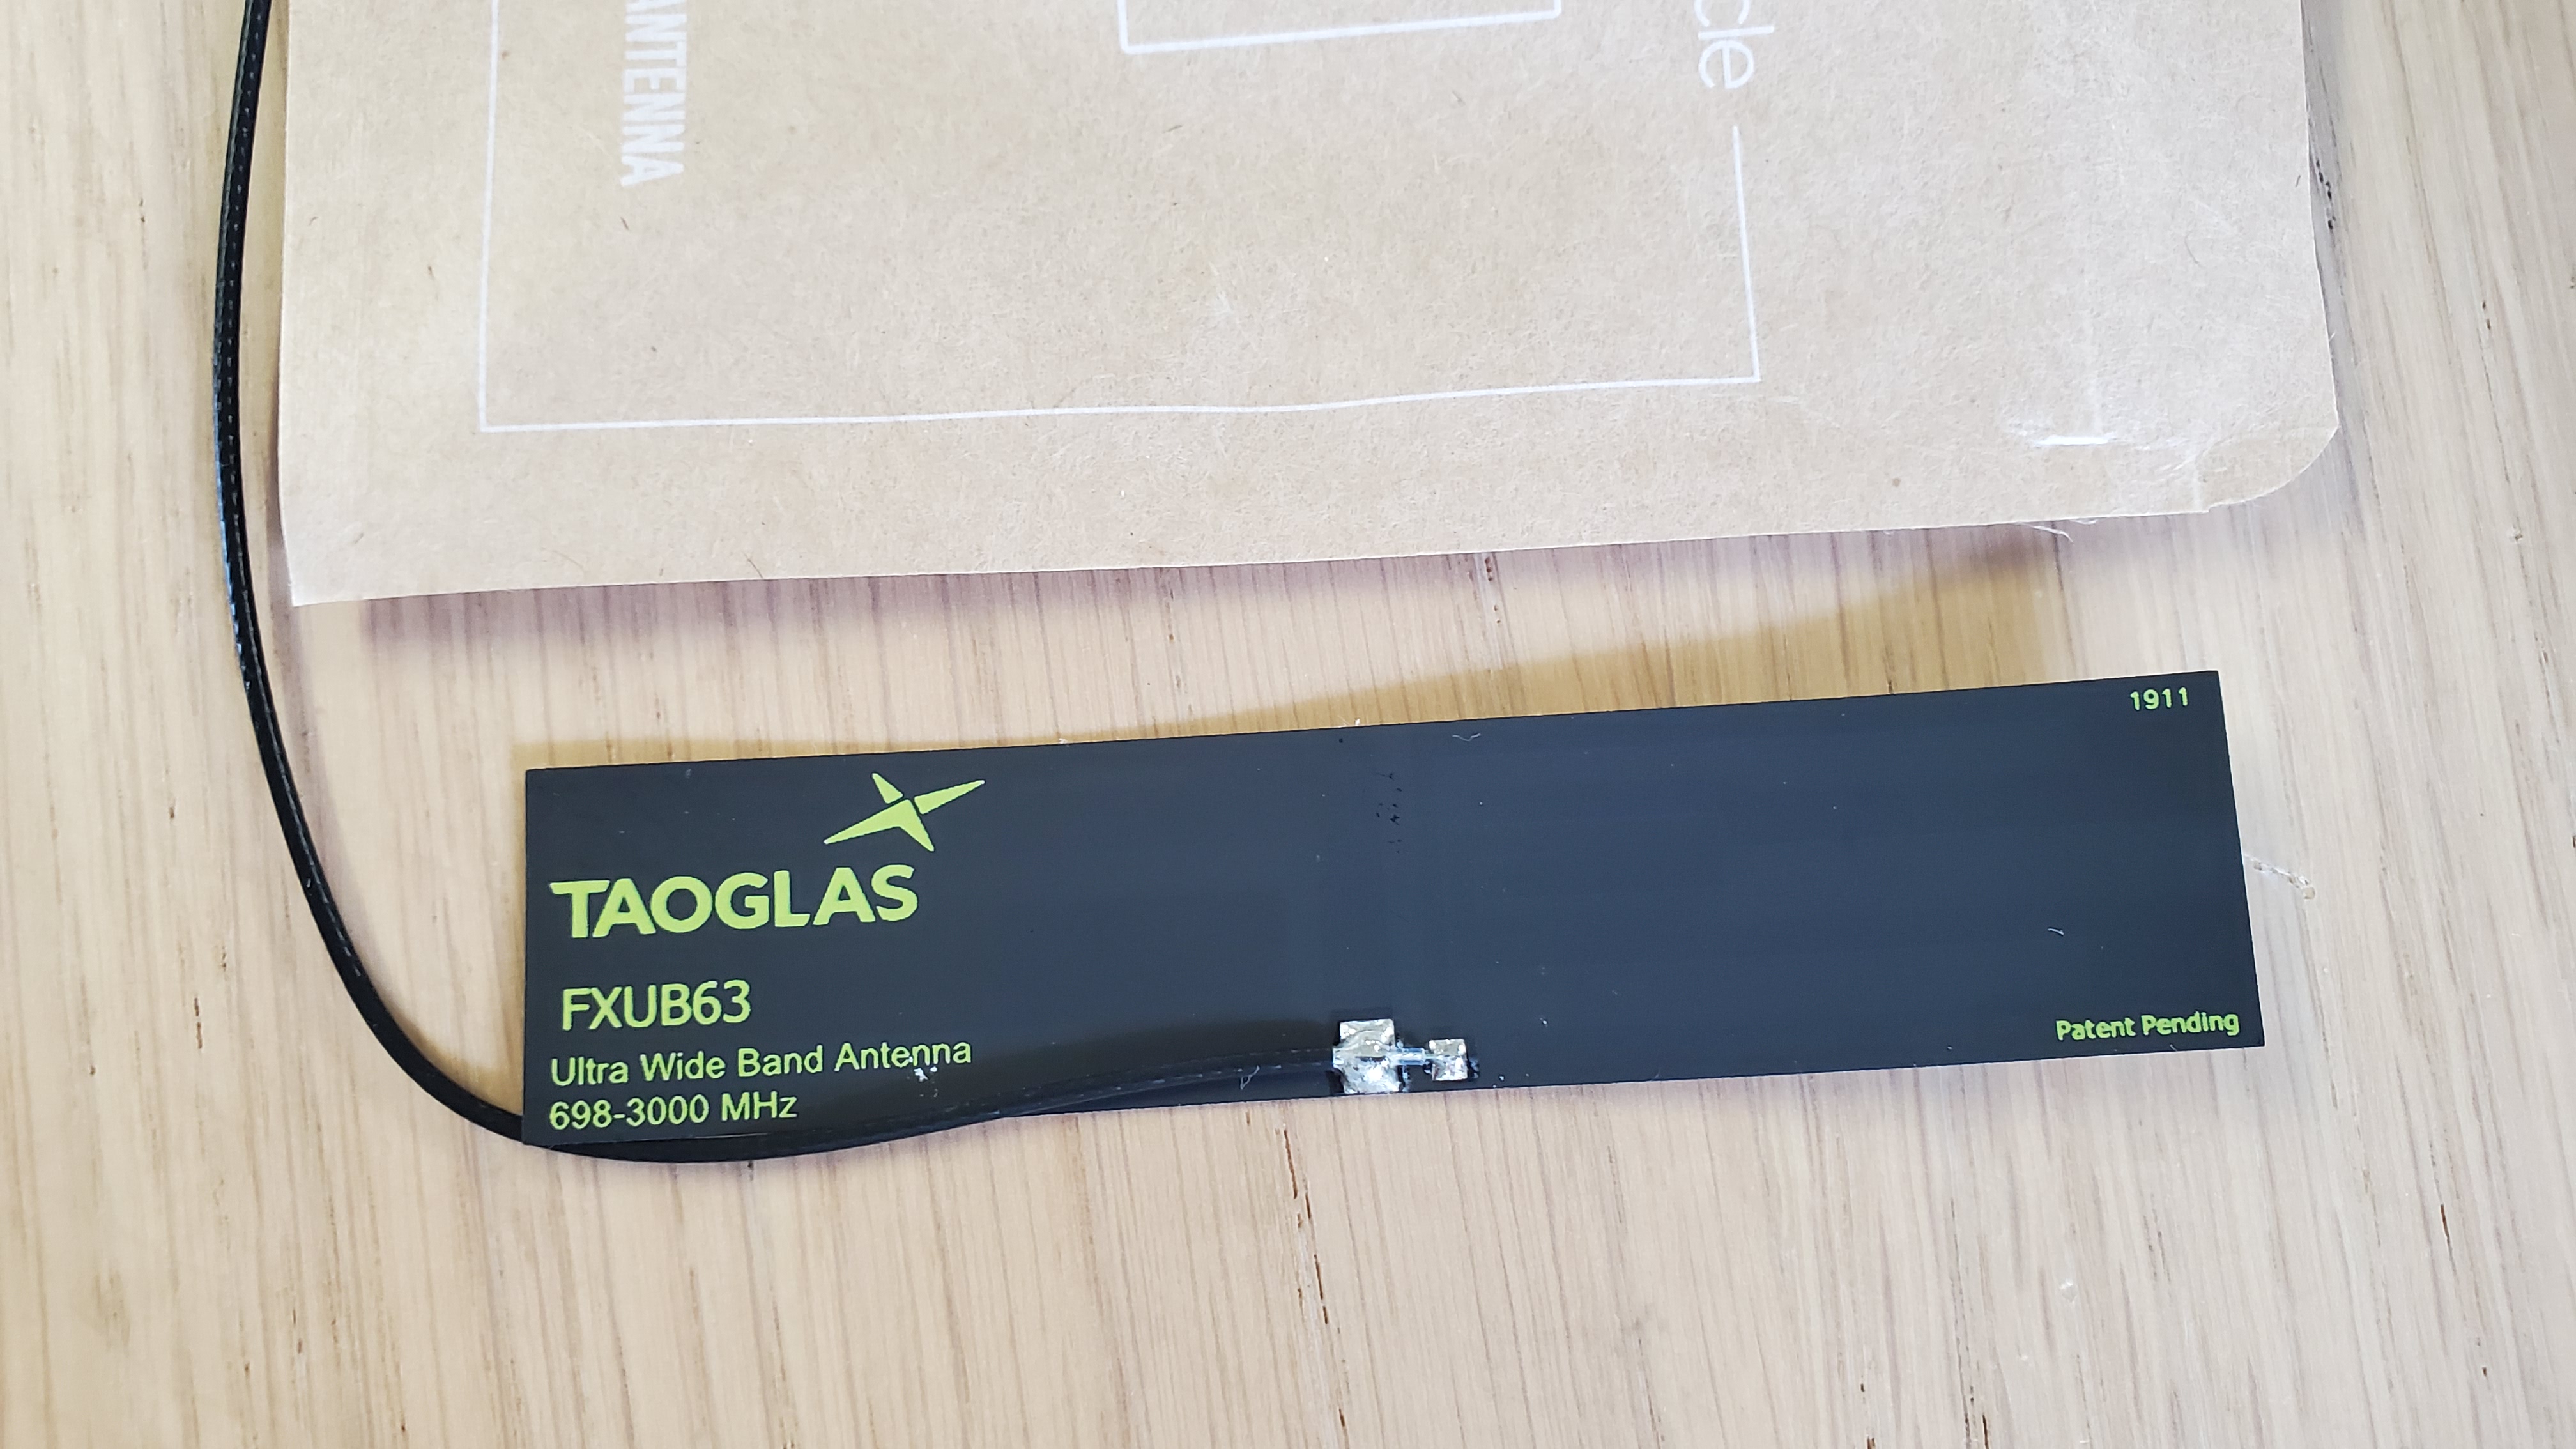 ANTENNA
cle
1911
TAOGLAS
FXUB63
Ultra Wide Band Antenna
698-3000 MHz
Patent Pending